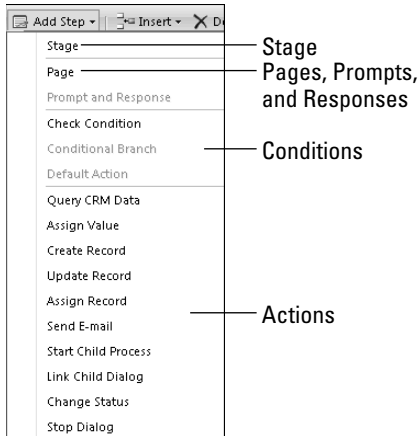 Add Step Insert D
Stage Stage
Page Pages, Prompts,
Prompt and Response and Responses
Check Condition
Conditional Branch Conditions
Default Action
Query CRM Data
Assign Value
Create Record
Update Record
Assign Record
Send E-mail Actions
Start Child Process
Link Child Dialog
Change Status
Stop Dialog